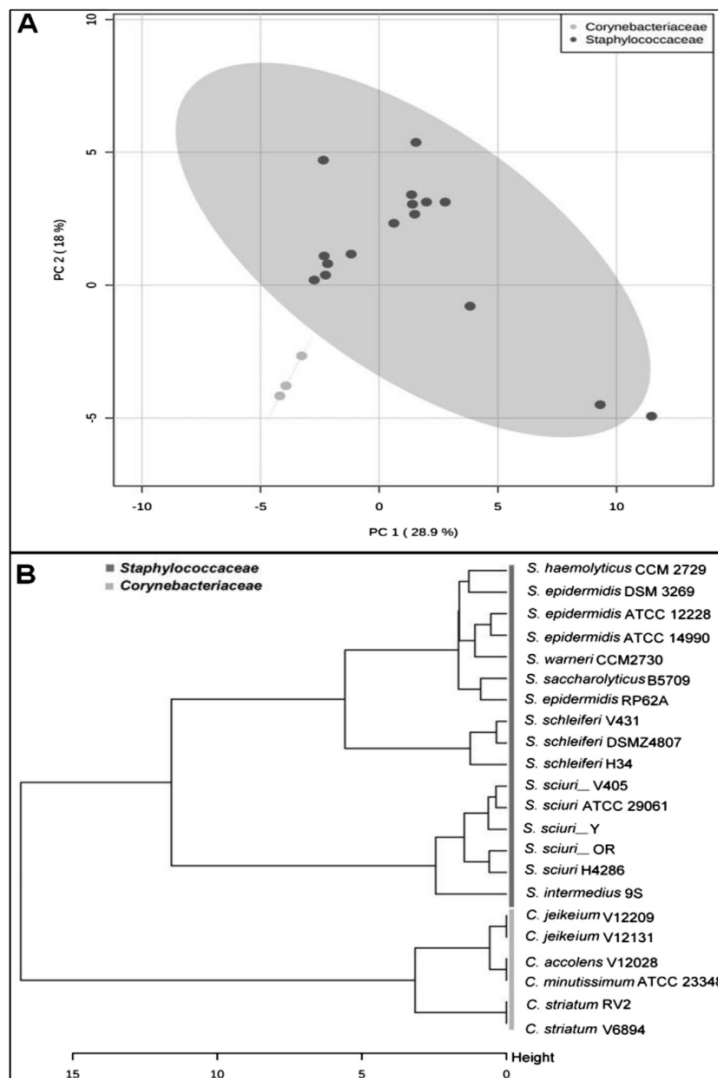 A
Corynebacteriaceae
Staphylococcaceae
10
5
0
-5
PC 2 ( 18 %)
-10
-5
0
5
10
PC 1 ( 28.9 %)
B
Staphylococcaceae
Corynebacteriaceae
S. haemolyticus CCM 2729
S. epidermidis DSM 3269
S. epidermidis ATCC 12228
S. epidermidis ATCC 14990
S. warneri CCM2730
S. saccharolyticus B5709
S. epidermidis RP62A
S. schleiferi V431
S. schleiferi DSMZ4807
S. schleiferi H34
S. sciuri_ V405
S. sciuri ATCC 29061
S. sciuri_ Y
S. sciuri_ OR
S. sciuri H4286
S. intermedius 9S
C. jeikeium V12209
C. jeikeium V12131
C. accolens V12028
C. minutissimum ATCC 23348
C. striatum RV2
C. striatum V6894
Height
15
10
5
0